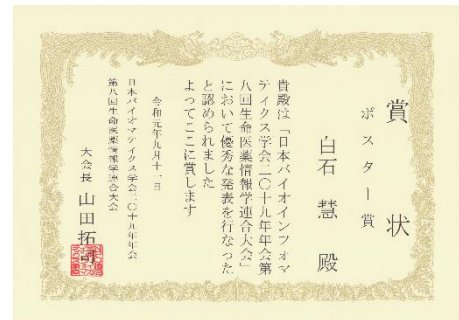 賞状
ポスター賞
白石 慧 殿
貴殿は「日本バイオインフォマ
ティクス学会二〇一九年年会第
八回生命医薬情報学連合大会」
において優秀な発表を行なった
と認められました
よってここに賞します
令和元年九月十一日
日本バイオインフォマティクス学会二〇一九年年会
第八回生命医薬情報学連合大会
大会長 山田拓司